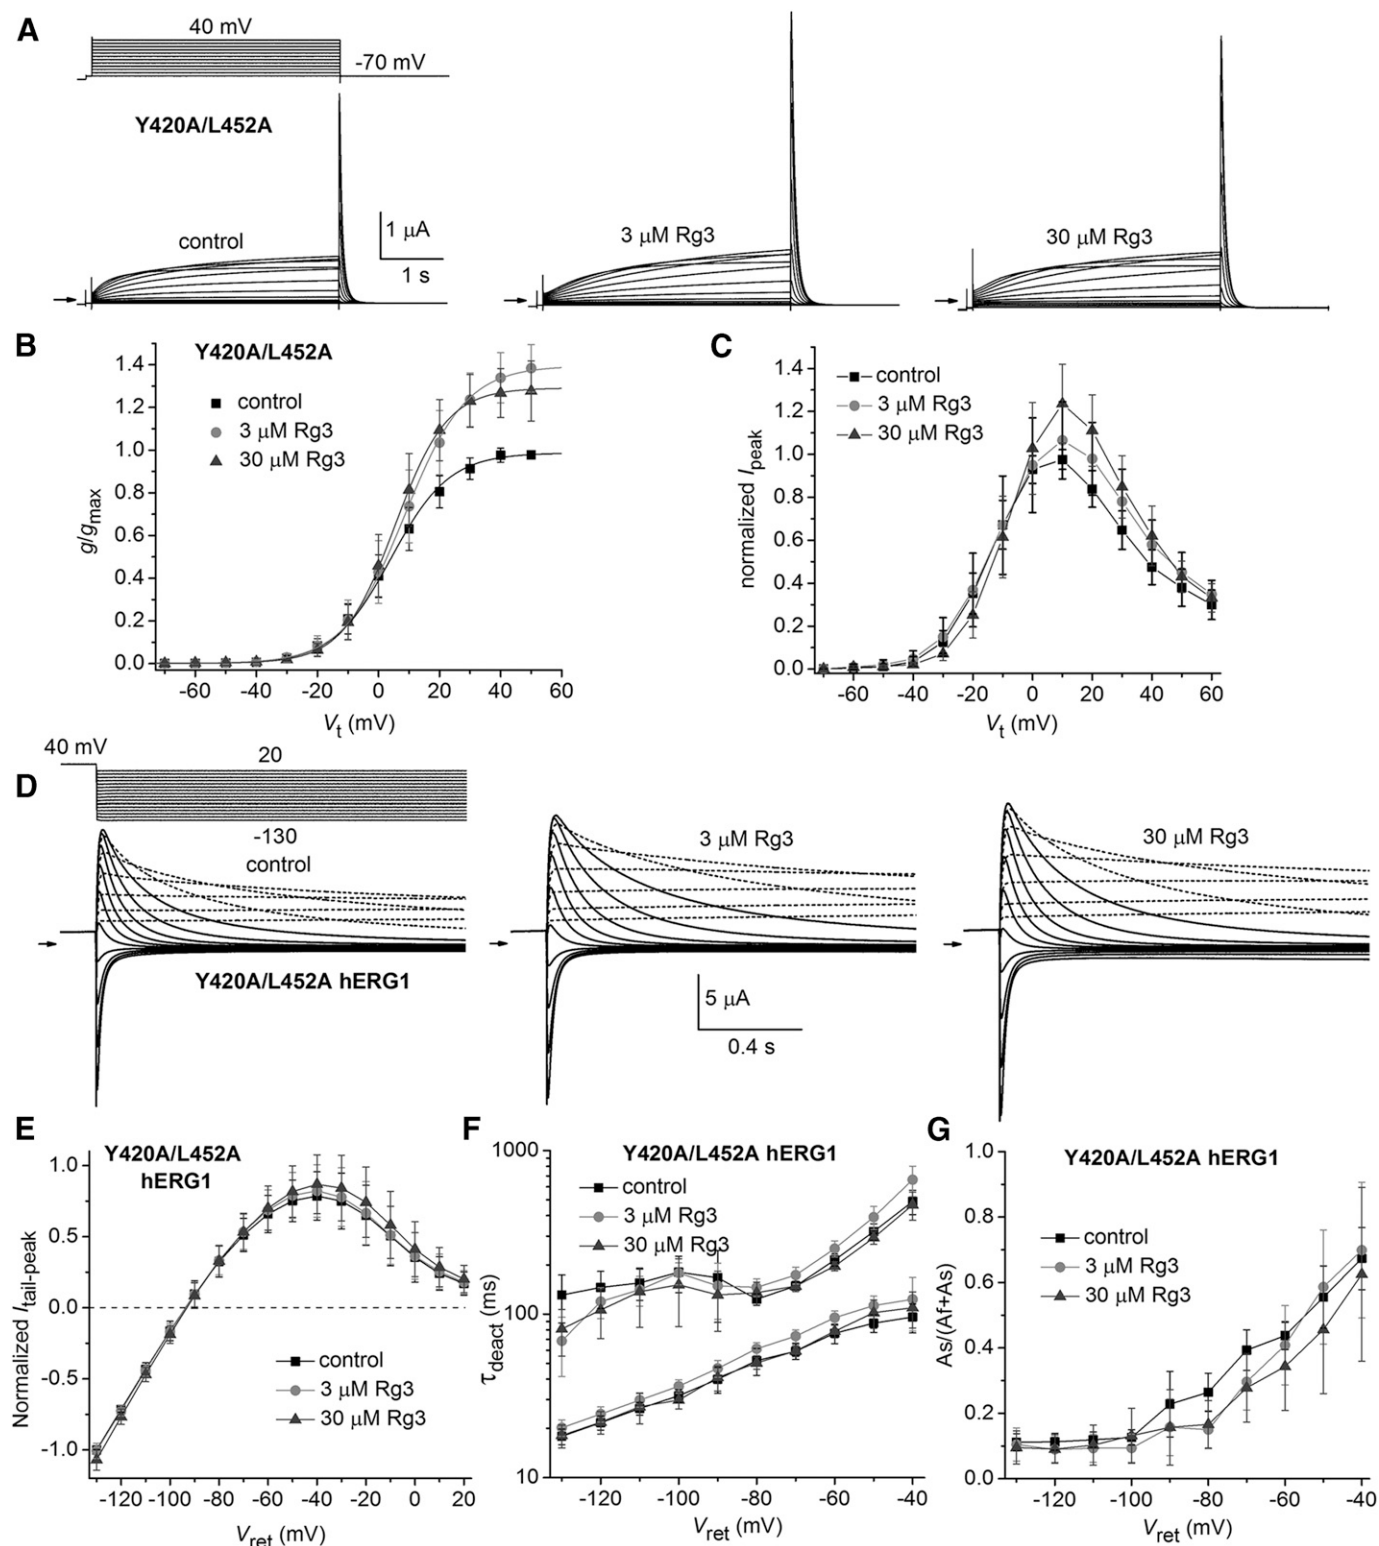 A
40 mV
-70 mV
Y420A/L452A
control
1 μA
1 s
3 μM Rg3
30 μM Rg3
B
Y420A/L452A
control
3 μM Rg3
30 μM Rg3
g/gmax
1.4
1.2
1.0
0.8
0.6
0.4
0.2
0.0
-60 -40 -20 0 20 40 60
Vt (mV)
C
control
3 μM Rg3
30 μM Rg3
normalized Ipeak
1.4
1.2
1.0
0.8
0.6
0.4
0.2
0.0
-60 -40 -20 0 20 40 60
Vt (mV)
D
40 mV
20
-130
control
Y420A/L452A hERG1
3 μM Rg3
5 μA
0.4 s
30 μM Rg3
E
Y420A/L452A
hERG1
Normalized Itail-peak
1.0
0.5
0.0
-0.5
-1.0
control
3 μM Rg3
30 μM Rg3
-120 -100 -80 -60 -40 -20 0 20
Vret (mV)
F
Y420A/L452A hERG1
control
3 μM Rg3
30 μM Rg3
τdeact (ms)
1000
100
10
-120 -100 -80 -60 -40
Vret (mV)
G
Y420A/L452A hERG1
control
3 μM Rg3
30 μM Rg3
As/(Af+As)
1.0
0.8
0.6
0.4
0.2
0.0
-120 -100 -80 -60 -40
Vret (mV)